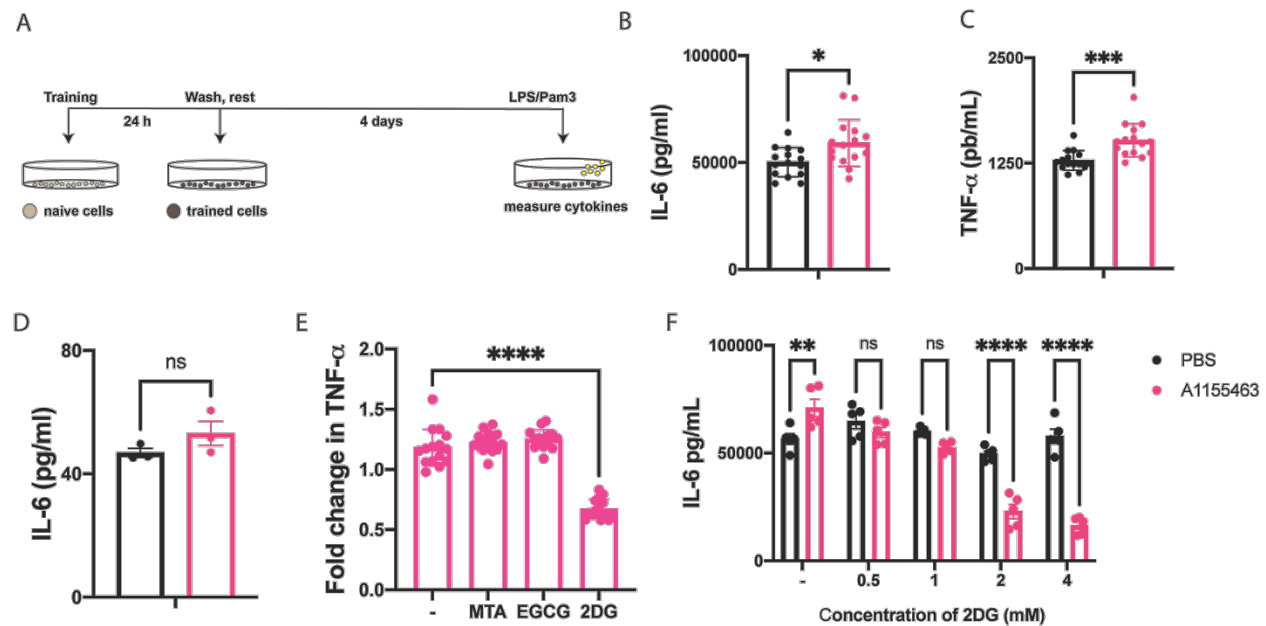 A
Training
Wash, rest
LPS/Pam3
24 h
4 days
naive cells
trained cells
measure cytokines
B
IL-6 (pg/ml)
100000
50000
0
*
C
TNF-α (pb/mL)
2500
1250
0
***
D
IL-6 (pg/ml)
80
40
0
ns
E
Fold change in TNF-α
2.0
1.5
1.0
0.5
0.0
****
- MTA EGCG 2DG
F
IL-6 pg/mL
100000
50000
0
** ns ns **** ****
- 0.5 1 2 4
Concentration of 2DG (mM)
PBS
A1155463